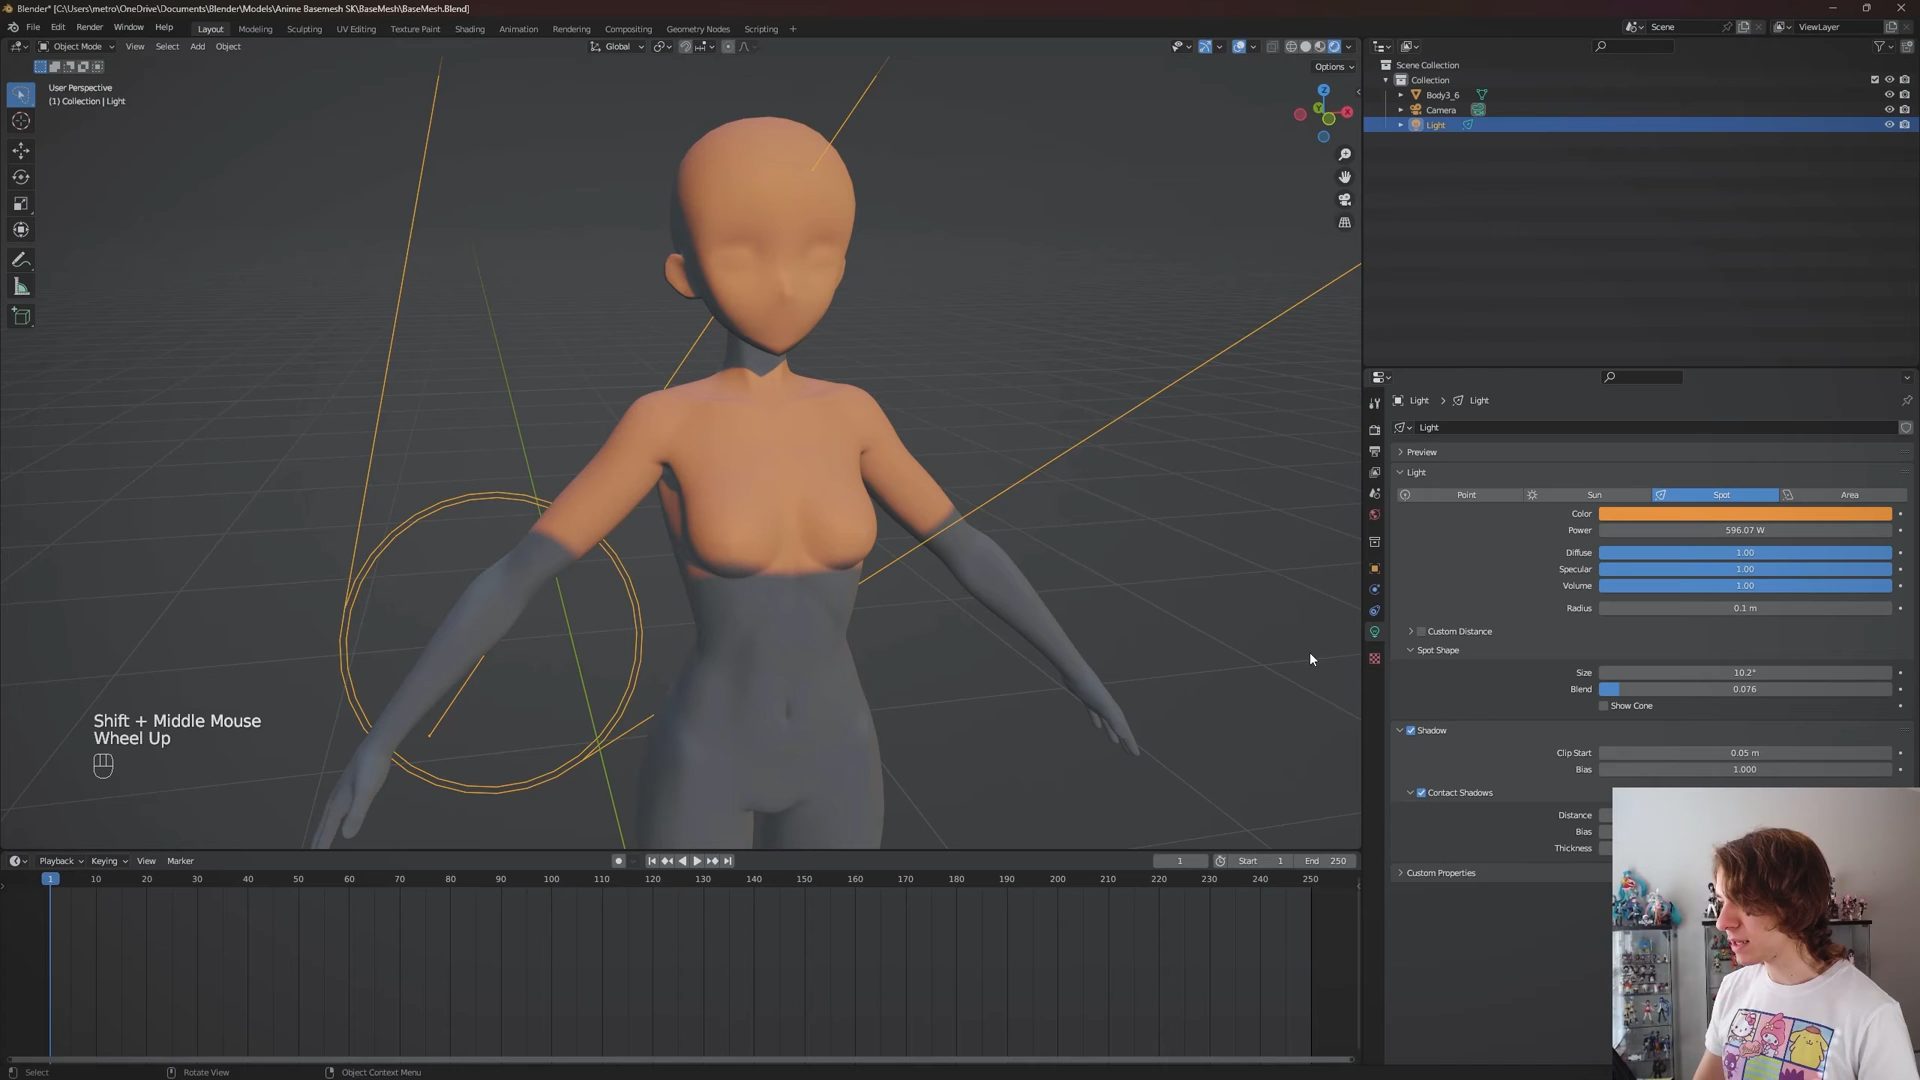 Blender* [C:\Users\metro\OneDrive\Documents\Blender\Models\Anime Basemesh SK\BaseMesh\BaseMesh.Blend]
File Edit Render Window Help Layout Modeling Sculpting UV Editing Texture Paint Shading Animation Rendering Compositing Geometry Nodes Scripting +
Scene
ViewLayer
Object Mode View Select Add Object
Global
Options
User Perspective
(1) Collection | Light
Z
Y
X
Scene Collection
Collection
Body3_6
Camera
Light
Light > Light
Light
Preview
Light
Point Sun Spot Area
Color
Power 596.07 W
Diffuse 1.00
Specular 1.00
Volume 1.00
Radius 0.1 m
Custom Distance
Spot Shape
Size 10.2°
Blend 0.076
Show Cone
Shadow
Clip Start 0.05 m
Bias 1.000
Contact Shadows
Distance
Bias
Thickness
Custom Properties
Shift + Middle Mouse
Wheel Up
Playback Keying View Marker
1 Start 1 End 250
1 10 20 30 40 50 60 70 80 90 100 110 120 130 140 150 160 170 180 190 200 210 220 230 240 250
Select Rotate View Object Context Menu